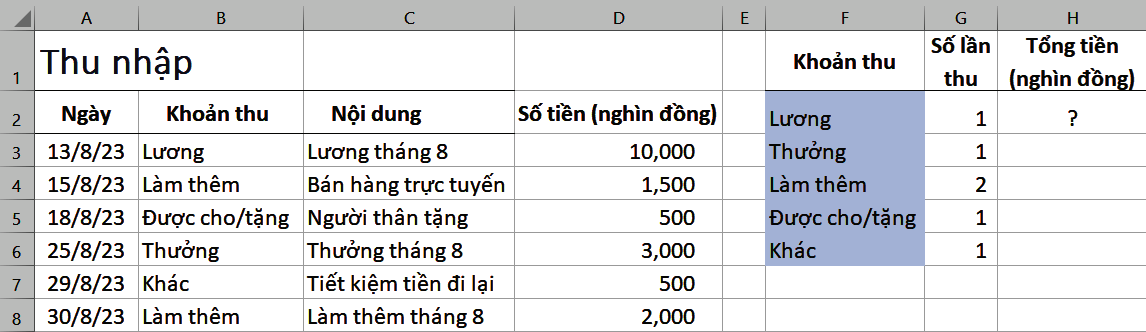 A B C D E F G H
1 Thu nhập Khoản thu Số lần thu Tổng tiền (nghìn đồng)
2 Ngày Khoản thu Nội dung Số tiền (nghìn đồng) Lương 1 ?
3 13/8/23 Lương Lương tháng 8 10,000 Thưởng 1
4 15/8/23 Làm thêm Bán hàng trực tuyến 1,500 Làm thêm 2
5 18/8/23 Được cho/tặng Người thân tặng 500 Được cho/tặng 1
6 25/8/23 Thưởng Thưởng tháng 8 3,000 Khác 1
7 29/8/23 Khác Tiết kiệm tiền đi lại 500
8 30/8/23 Làm thêm Làm thêm tháng 8 2,000